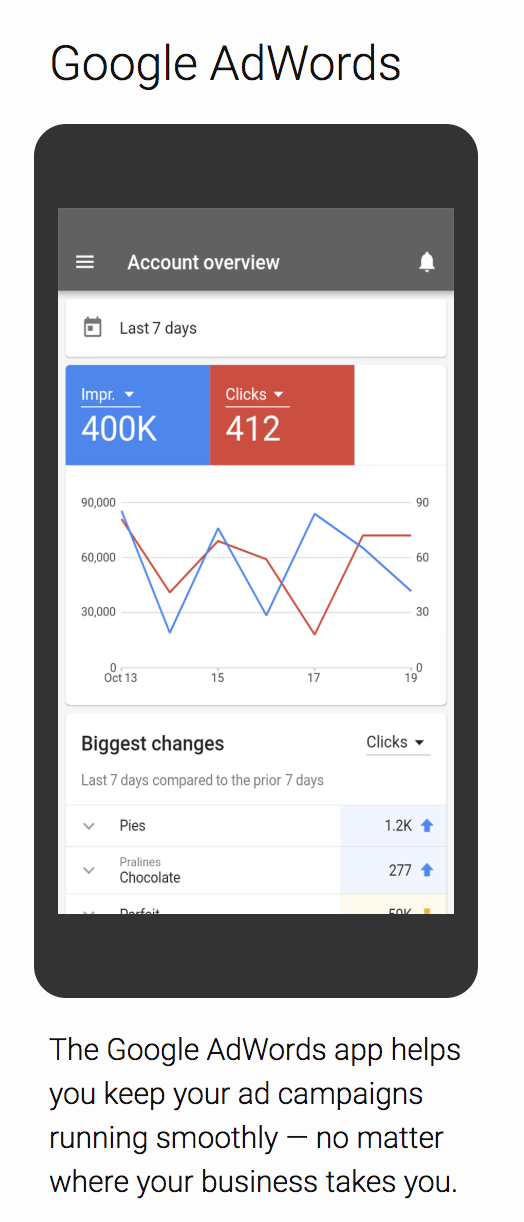 Google AdWords
Account overview
Last 7 days
Impr. Clicks
400K 412
90,000 90
60,000 60
30,000 30
0 0
Oct 13 15 17 19
Biggest changes Clicks
Last 7 days compared to the prior 7 days
Pies 1.2K
Pralines
Chocolate 277
Parfait 50K
The Google AdWords app helps
you keep your ad campaigns
running smoothly — no matter
where your business takes you.